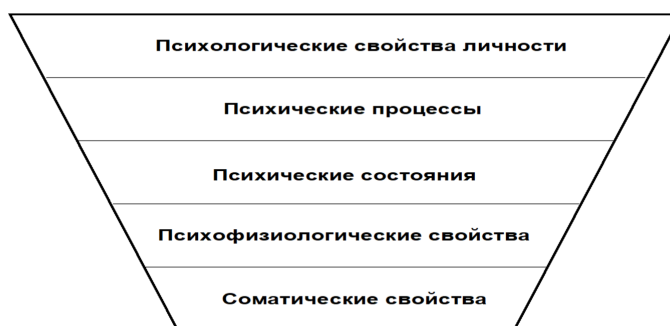 Психологические свойства личности
Психические процессы
Психические состояния
Психофизиологические свойства
Соматические свойства